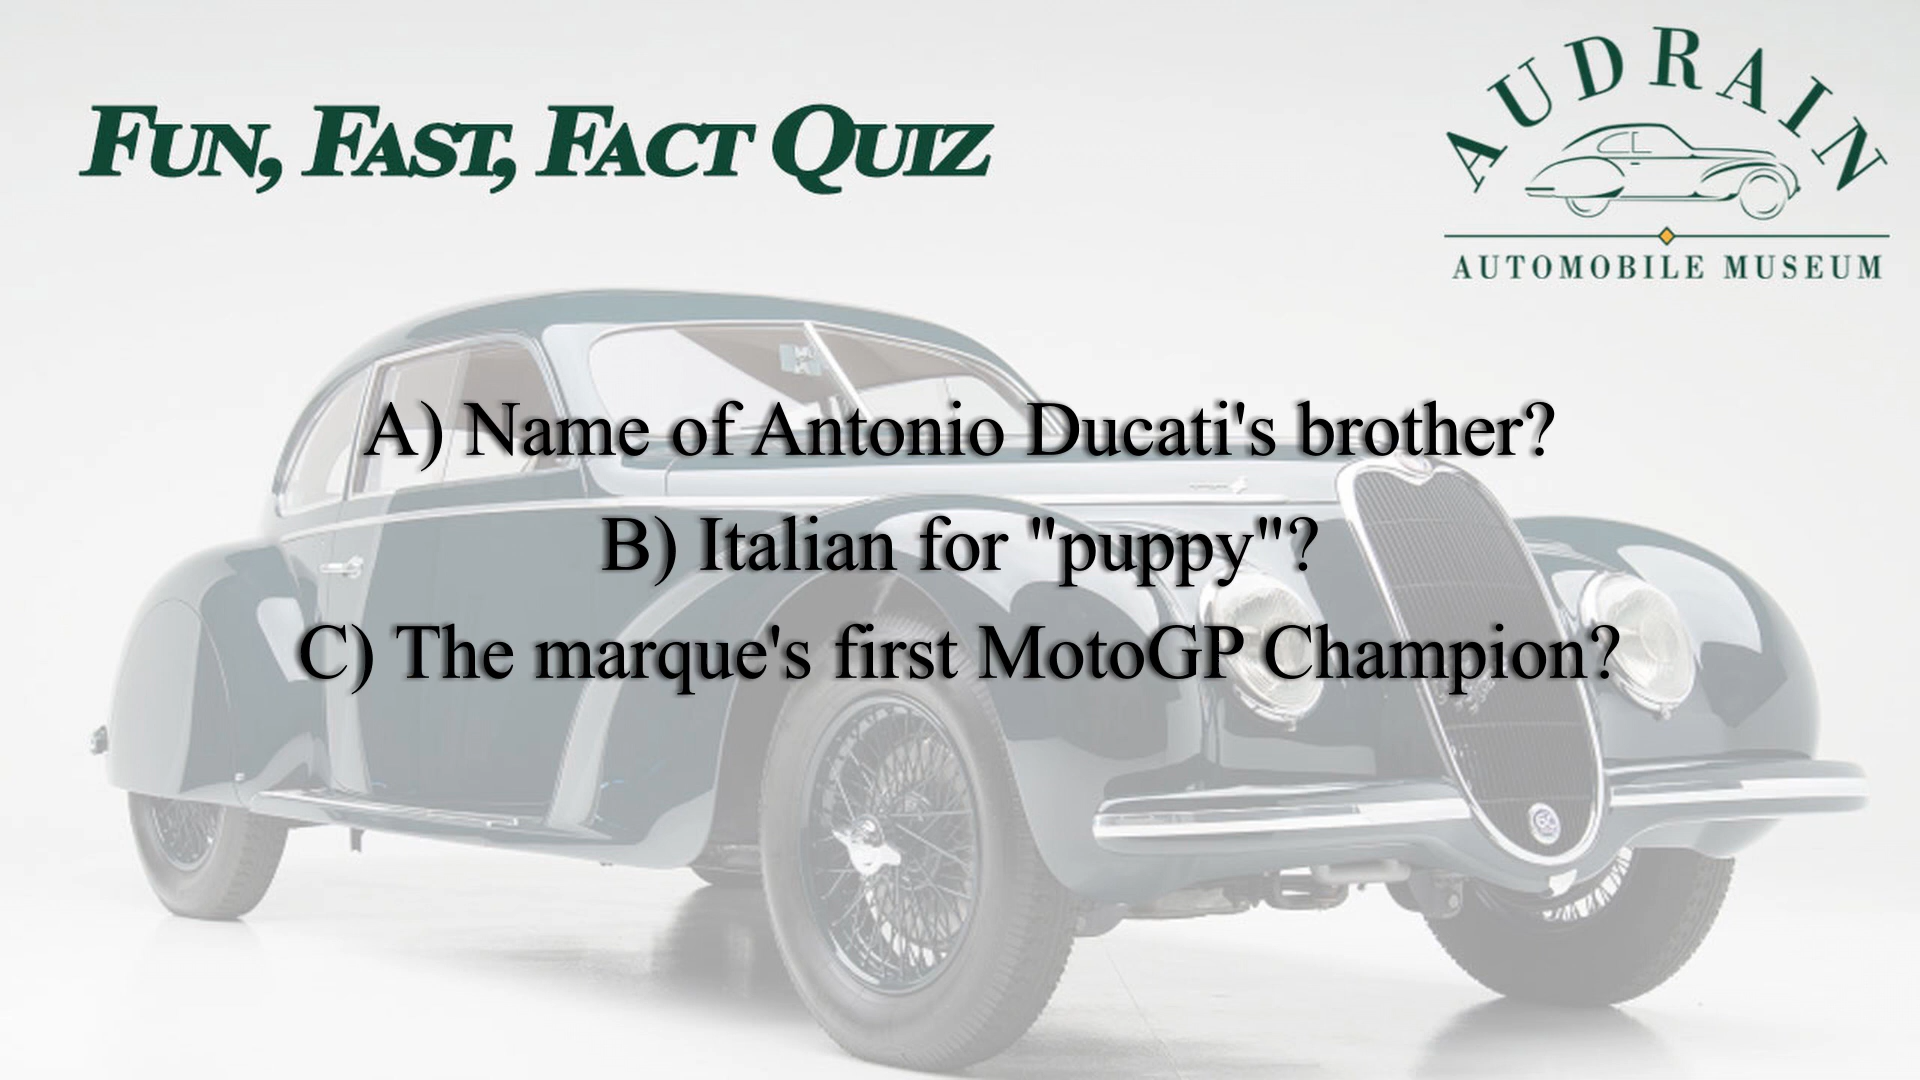 AUDRAIN
FUN, FAST, FACT QUIZ
AUTOMOBILE MUSEUM
A) Name of Antonio Ducati's brother?
B) Italian for "puppy"?
C) The marque's first MotoGP Champion?
6C